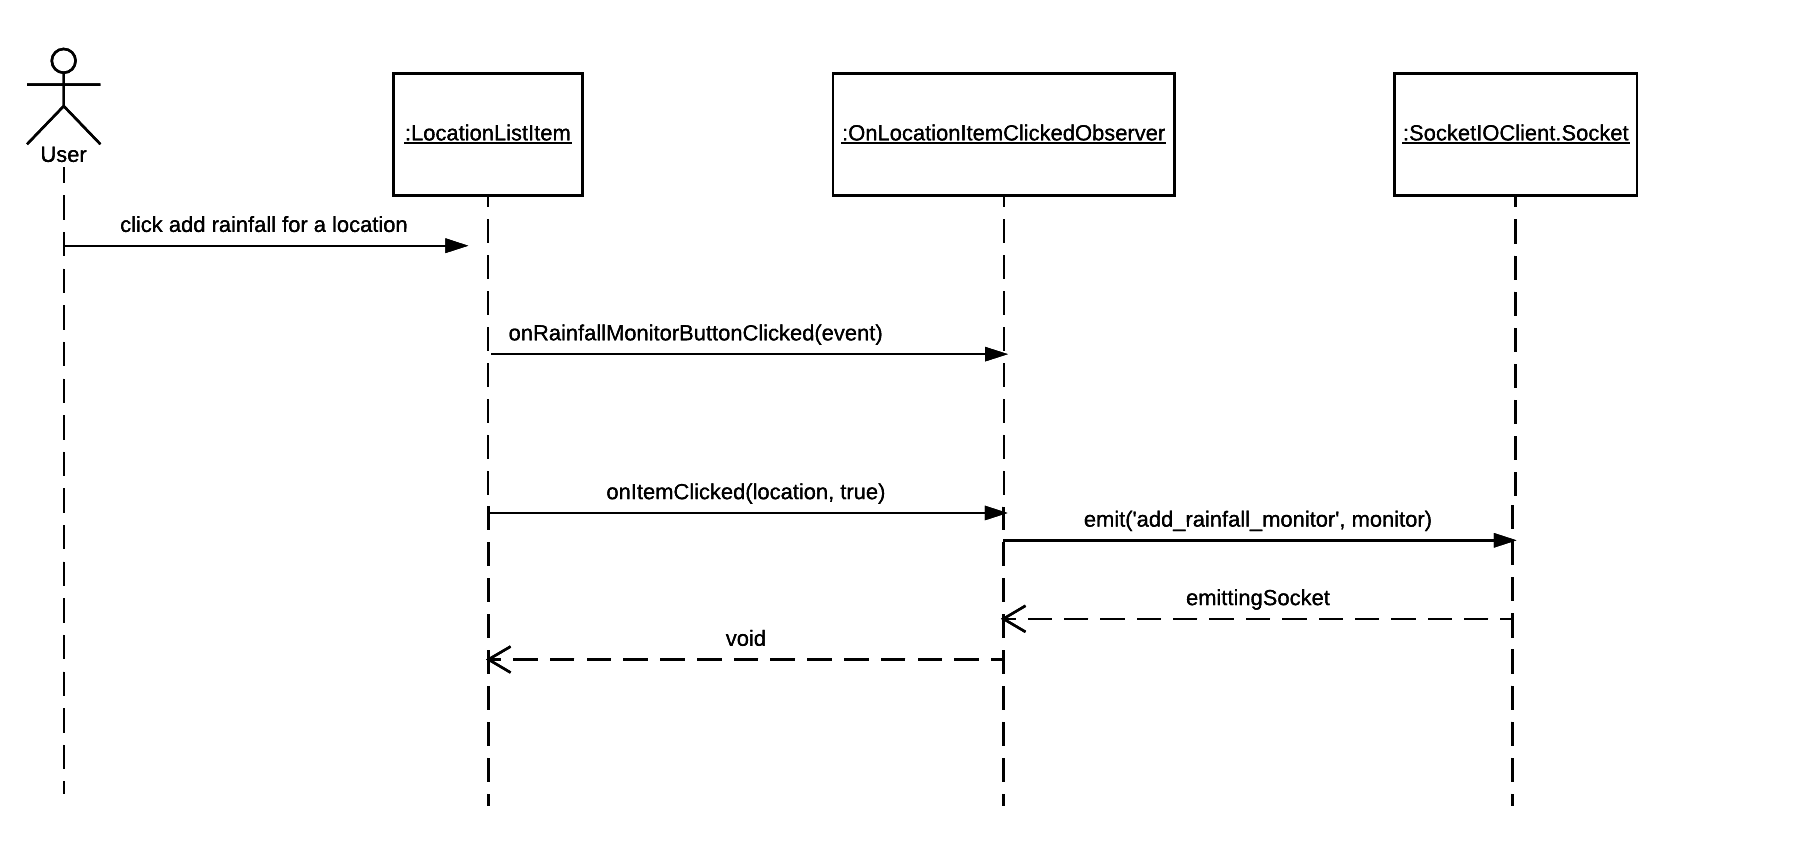 User
:LocationListItem
:OnLocationItemClickedObserver
:SocketIOClient.Socket
click add rainfall for a location
onRainfallMonitorButtonClicked(event)
onItemClicked(location, true)
emit('add_rainfall_monitor', monitor)
emittingSocket
void